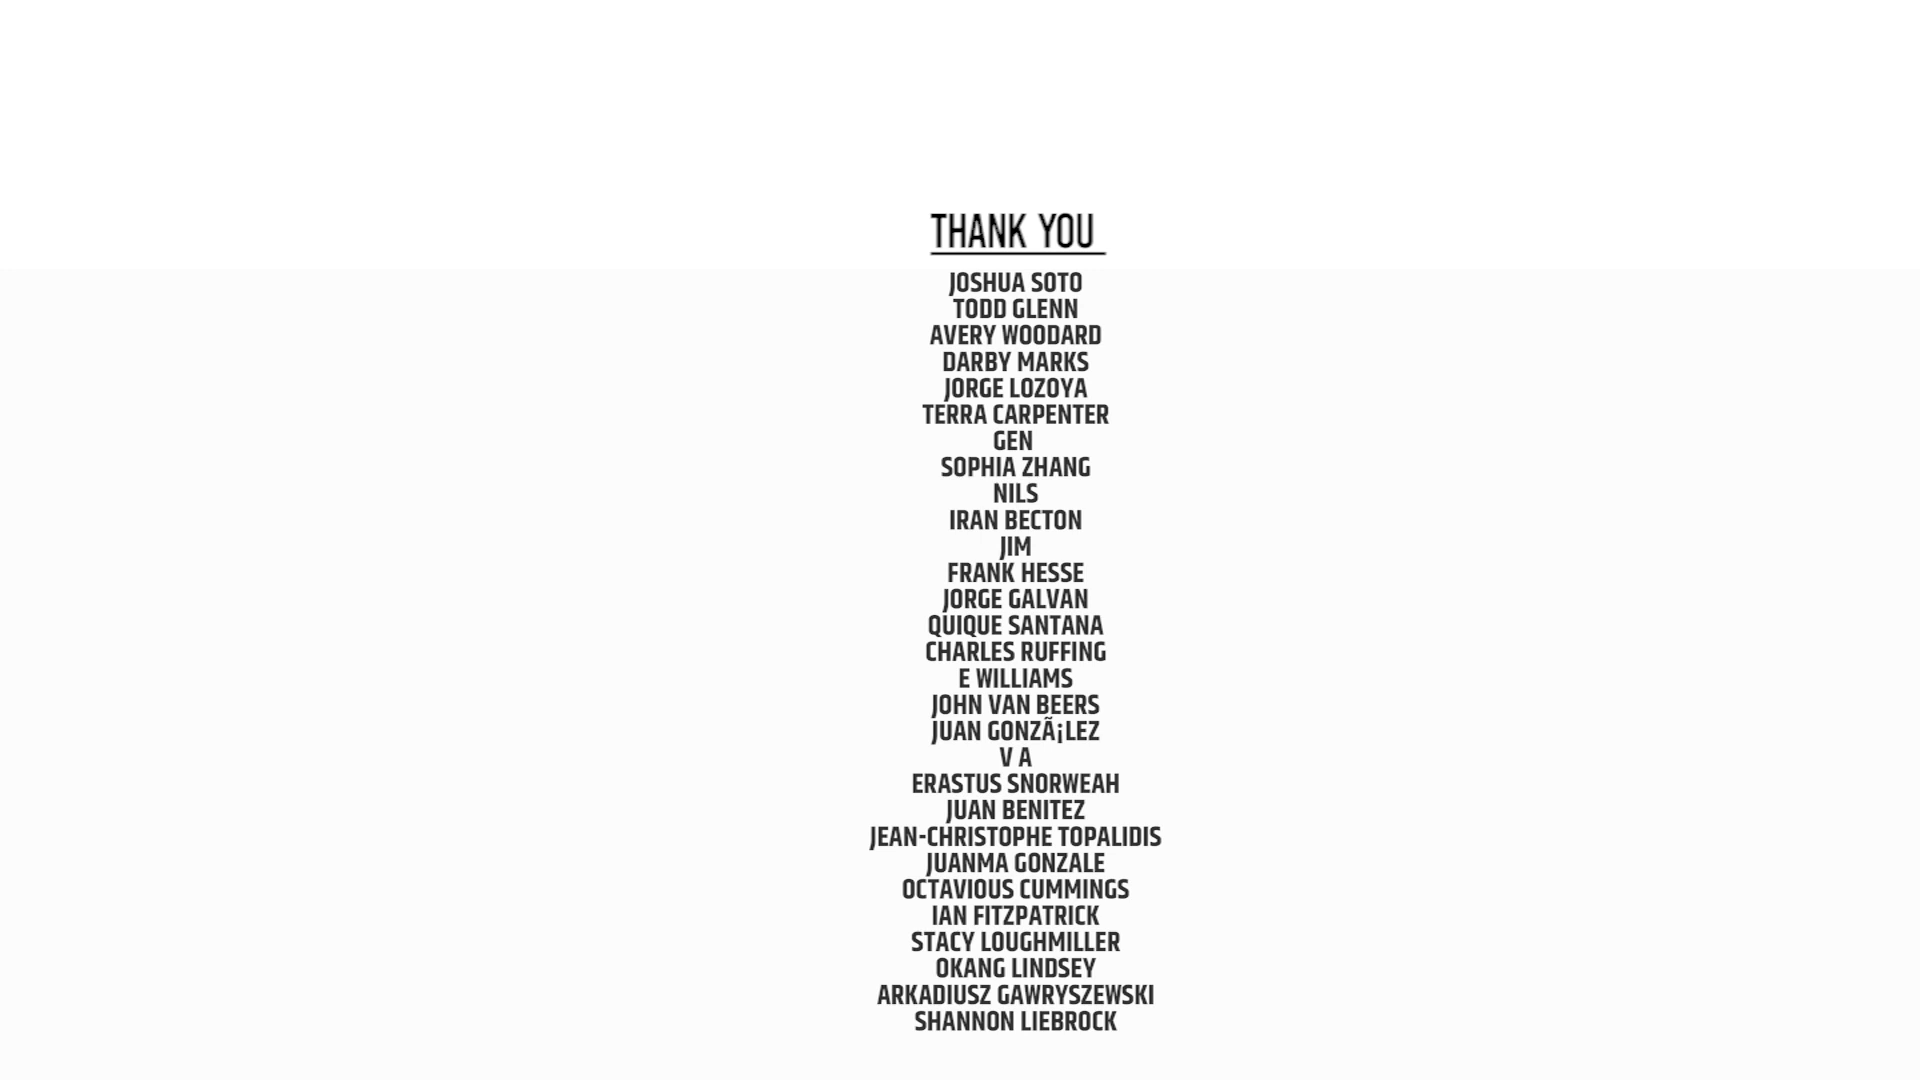 THANK YOU
JOSHUA SOTO
TODD GLENN
AVERY WOODARD
DARBY MARKS
JORGE LOZOYA
TERRA CARPENTER
GEN
SOPHIA ZHANG
NILS
IRAN BECTON
JIM
FRANK HESSE
JORGE GALVAN
QUIQUE SANTANA
CHARLES RUFFING
E WILLIAMS
JOHN VAN BEERS
JUAN GONZÃ¡LEZ
V A
ERASTUS SNORWEAH
JUAN BENITEZ
JEAN-CHRISTOPHE TOPALIDIS
JUANMA GONZALE
OCTAVIOUS CUMMINGS
IAN FITZPATRICK
STACY LOUGHMILLER
OKANG LINDSEY
ARKADIUSZ GAWRYSZEWSKI
SHANNON LIEBROCK